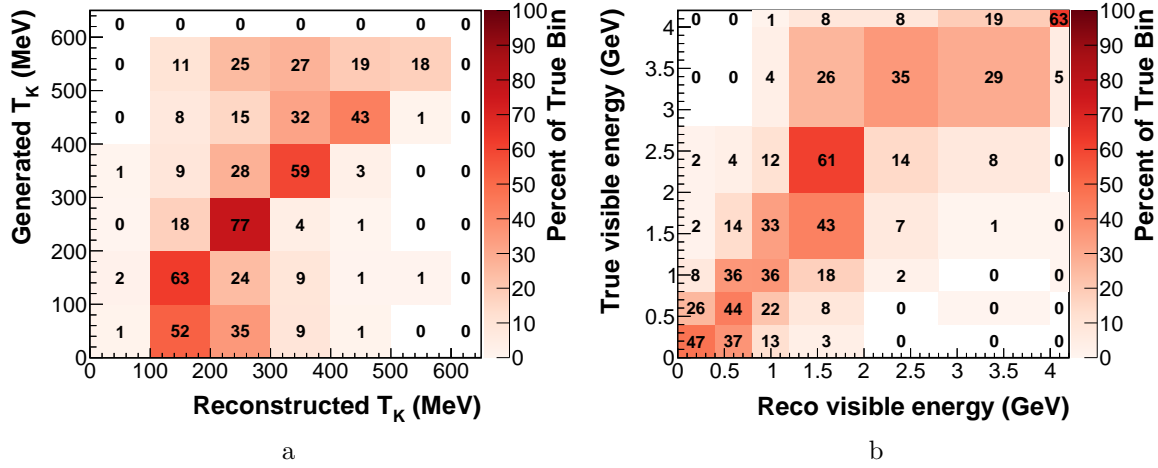 Generated T_K (MeV)
600
500
400
300
200
100
0
0 0 0 0 0 0 0
0 11 25 27 19 18 0
0 8 15 32 43 1 0
1 9 28 59 3 0 0
0 18 77 4 1 0 0
2 63 24 9 1 1 0
1 52 35 9 1 0 0
0 100 200 300 400 500 600
Reconstructed T_K (MeV)
100
90
80
70
60
50
40
30
20
10
0
Percent of True Bin
a
True visible energy (GeV)
4
3.5
3
2.5
2
1.5
1
0.5
0
0 0 1 8 8 19 63
0 0 4 26 35 29 5
2 4 12 61 14 8 0
2 14 33 43 7 1 0
8 36 36 18 2 0 0
26 44 22 8 0 0 0
47 37 13 3 0 0 0
0 0.5 1 1.5 2 2.5 3 3.5 4
Reco visible energy (GeV)
100
90
80
70
60
50
40
30
20
10
0
Percent of True Bin
b